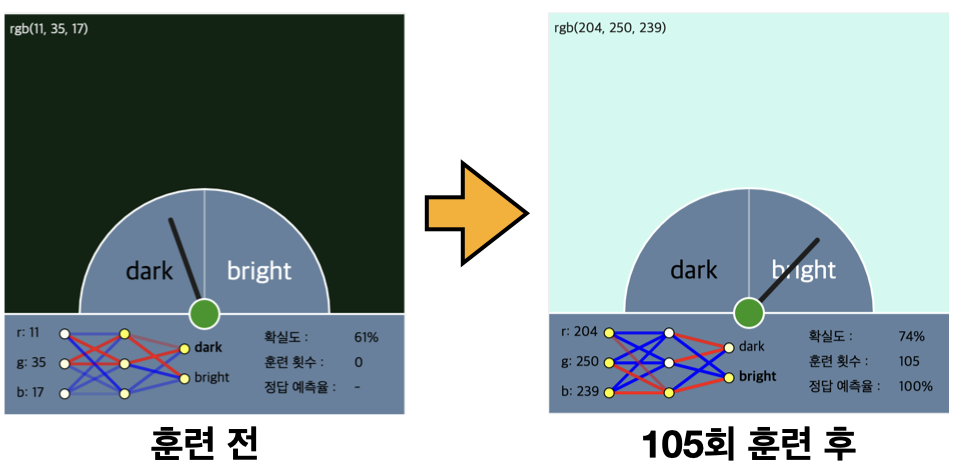 rgb(11, 35, 17)
dark
bright
r: 11
g: 35
b: 17
dark
bright
확실도 : 61%
훈련 횟수 : 0
정답 예측율 : -
훈련 전
rgb(204, 250, 239)
dark
bright
r: 204
g: 250
b: 239
dark
bright
확실도 : 74%
훈련 횟수 : 105
정답 예측율 : 100%
105회 훈련 후